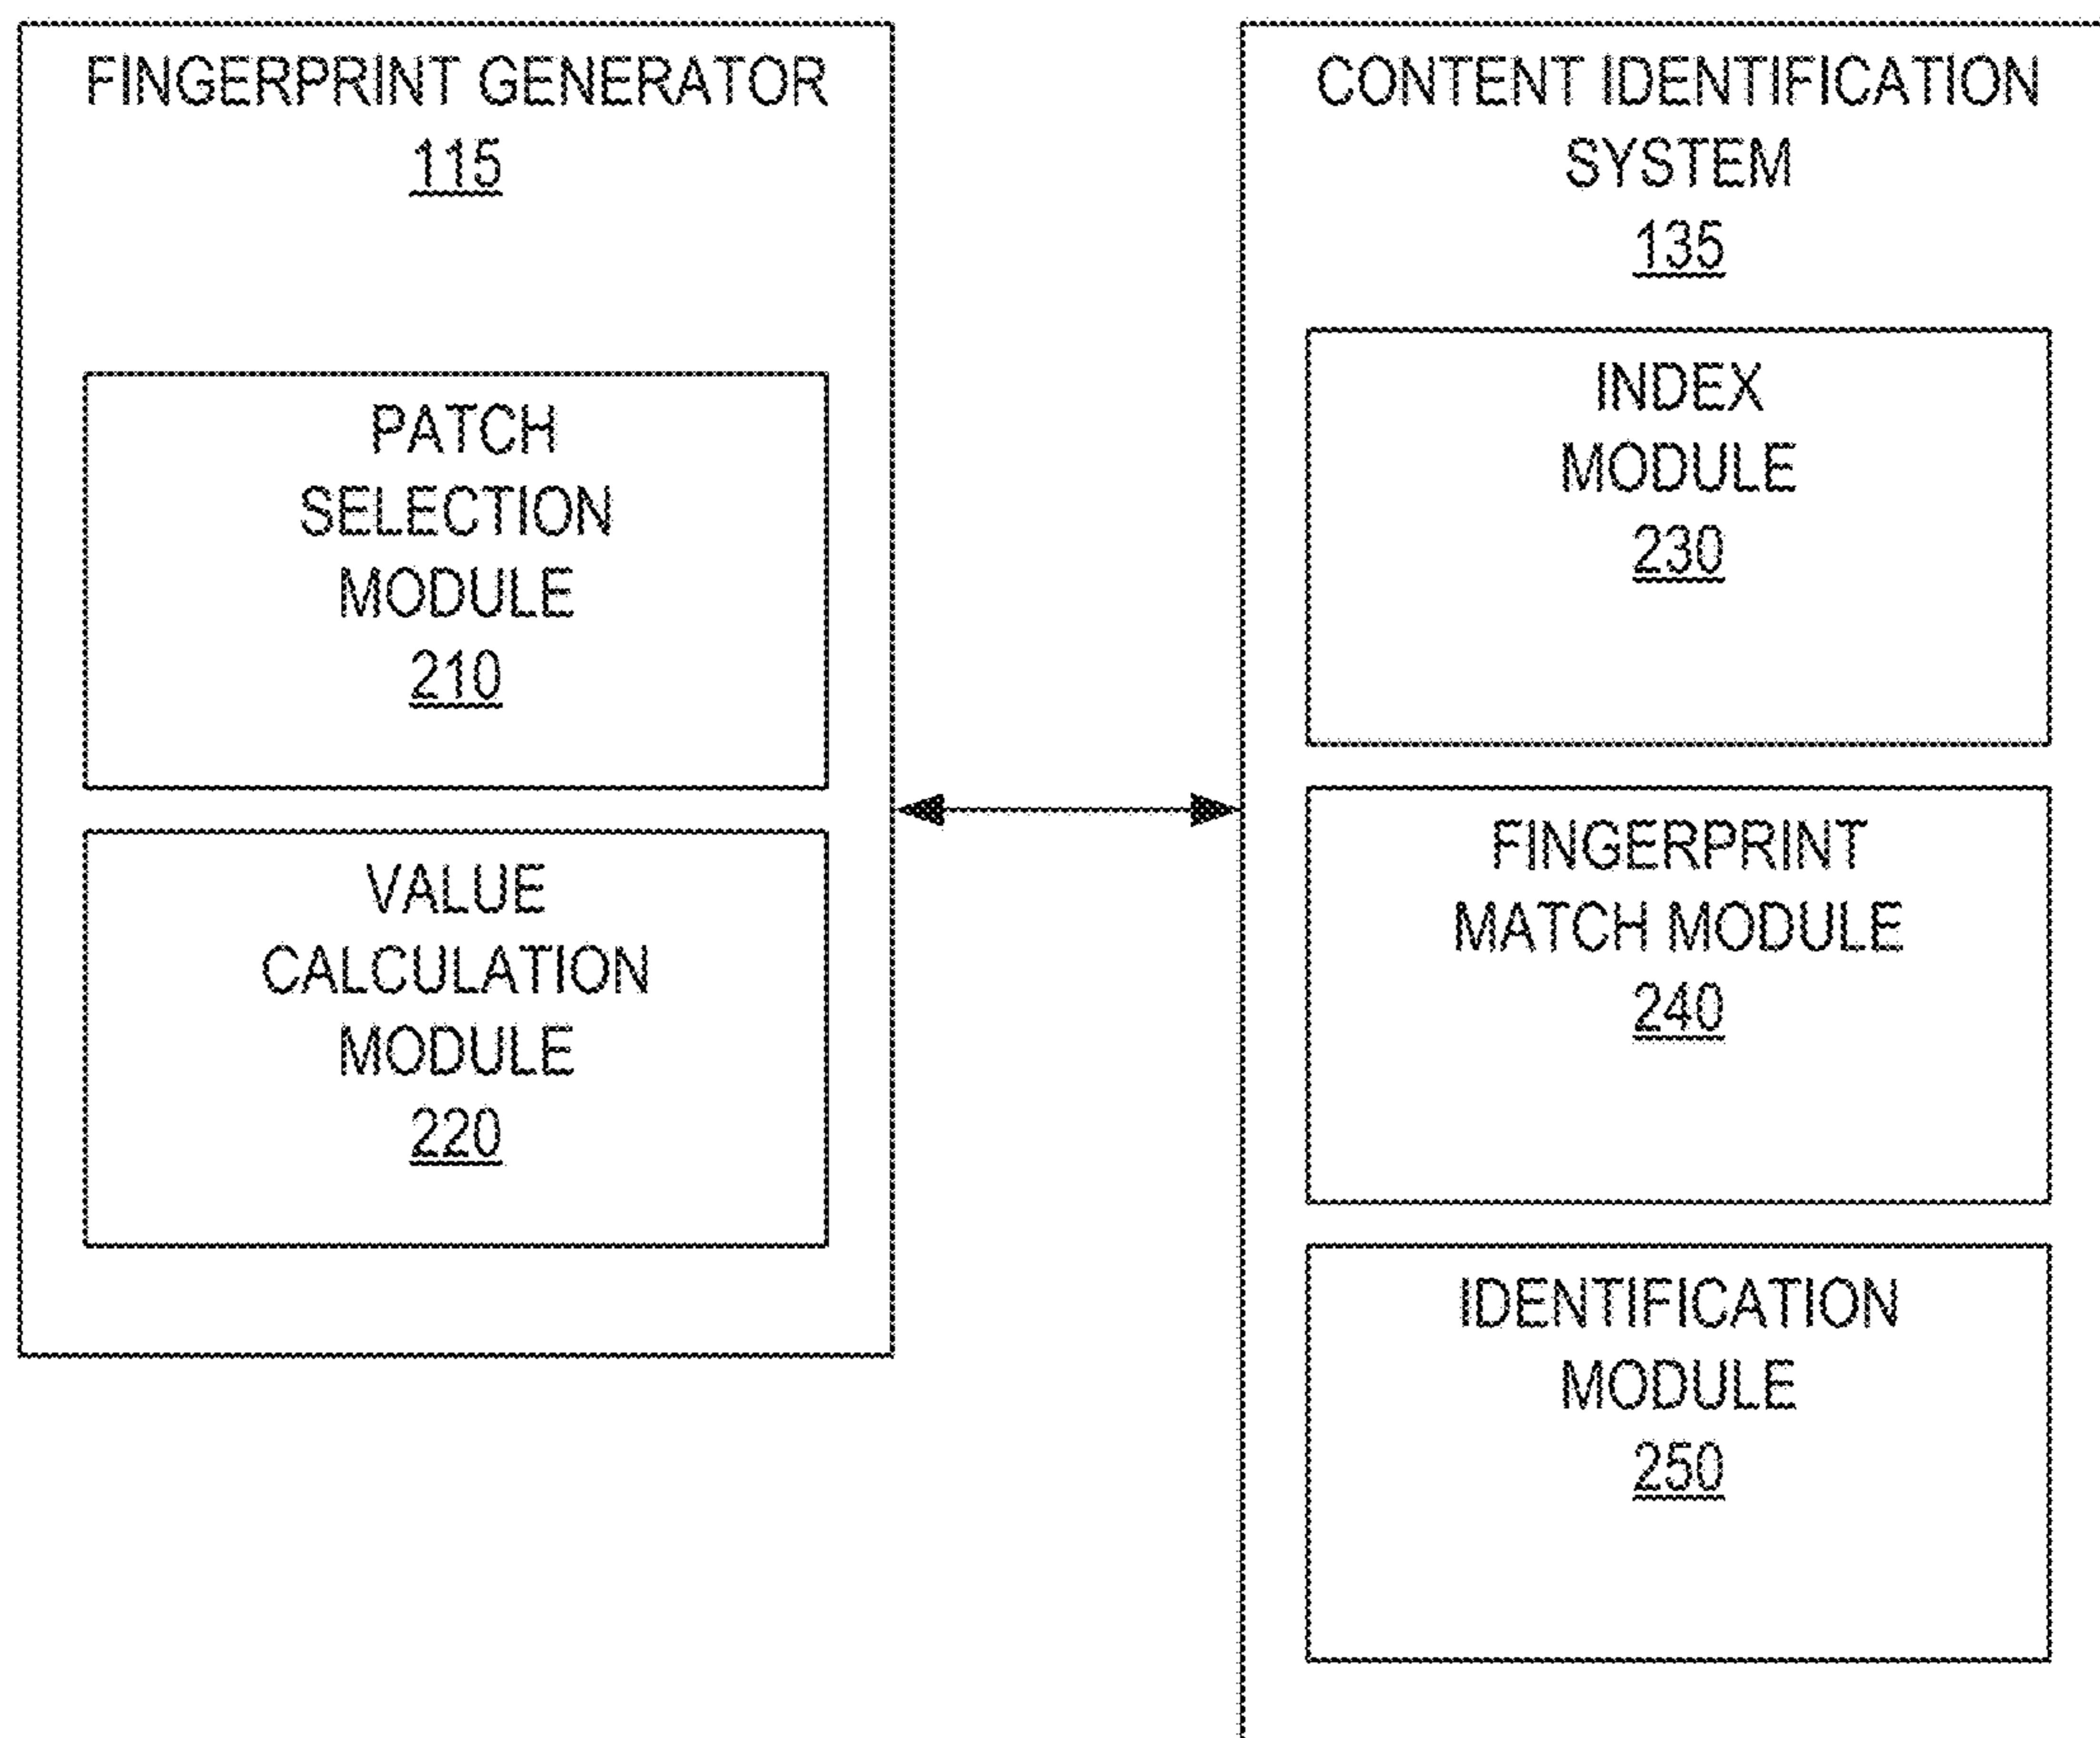 FINGERPRINT GENERATOR
115
PATCH
SELECTION
MODULE
210
VALUE
CALCULATION
MODULE
220
CONTENT IDENTIFICATION
SYSTEM
135
INDEX
MODULE
230
FINGERPRINT
MATCH MODULE
240
IDENTIFICATION
MODULE
250